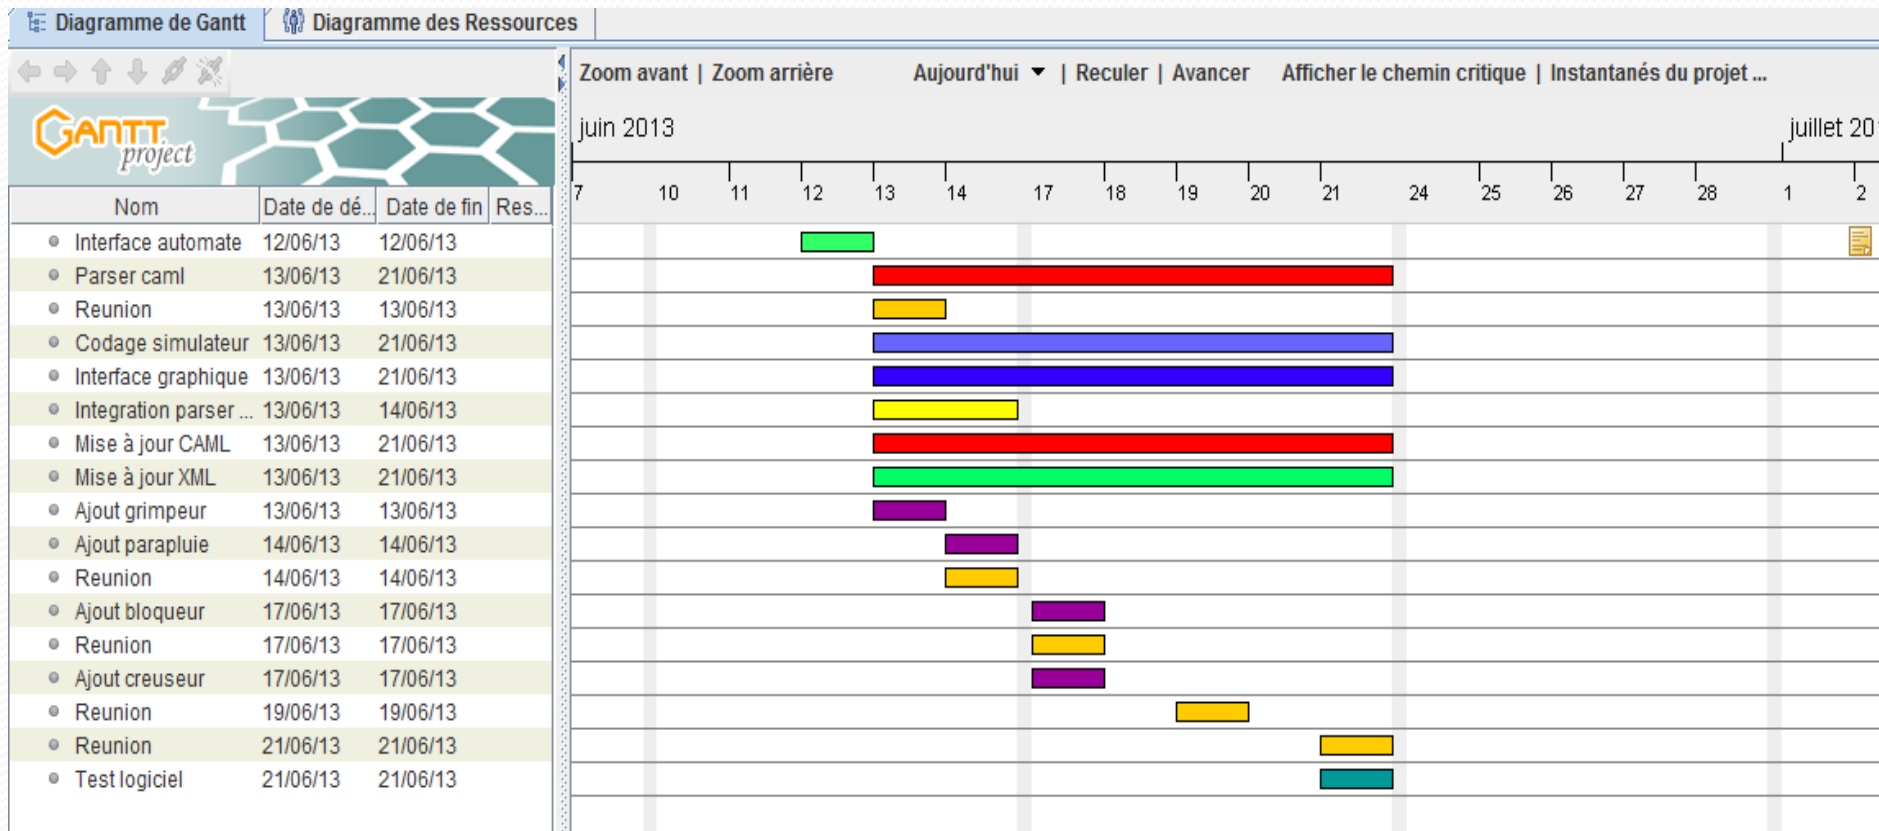 Diagramme de Gantt Diagramme des Ressources
Zoom avant | Zoom arrière Aujourd'hui | Reculer | Avancer Afficher le chemin critique | Instantanés du projet ...
GANTT
project
juin 2013 juillet 20
7 10 11 12 13 14 17 18 19 20 21 24 25 26 27 28 1 2
Nom Date de dé... Date de fin Res...
Interface automate 12/06/13 12/06/13
Parser caml 13/06/13 21/06/13
Reunion 13/06/13 13/06/13
Codage simulateur 13/06/13 21/06/13
Interface graphique 13/06/13 21/06/13
Integration parser ... 13/06/13 14/06/13
Mise à jour CAML 13/06/13 21/06/13
Mise à jour XML 13/06/13 21/06/13
Ajout grimpeur 13/06/13 13/06/13
Ajout parapluie 14/06/13 14/06/13
Reunion 14/06/13 14/06/13
Ajout bloqueur 17/06/13 17/06/13
Reunion 17/06/13 17/06/13
Ajout creuseur 17/06/13 17/06/13
Reunion 19/06/13 19/06/13
Reunion 21/06/13 21/06/13
Test logiciel 21/06/13 21/06/13